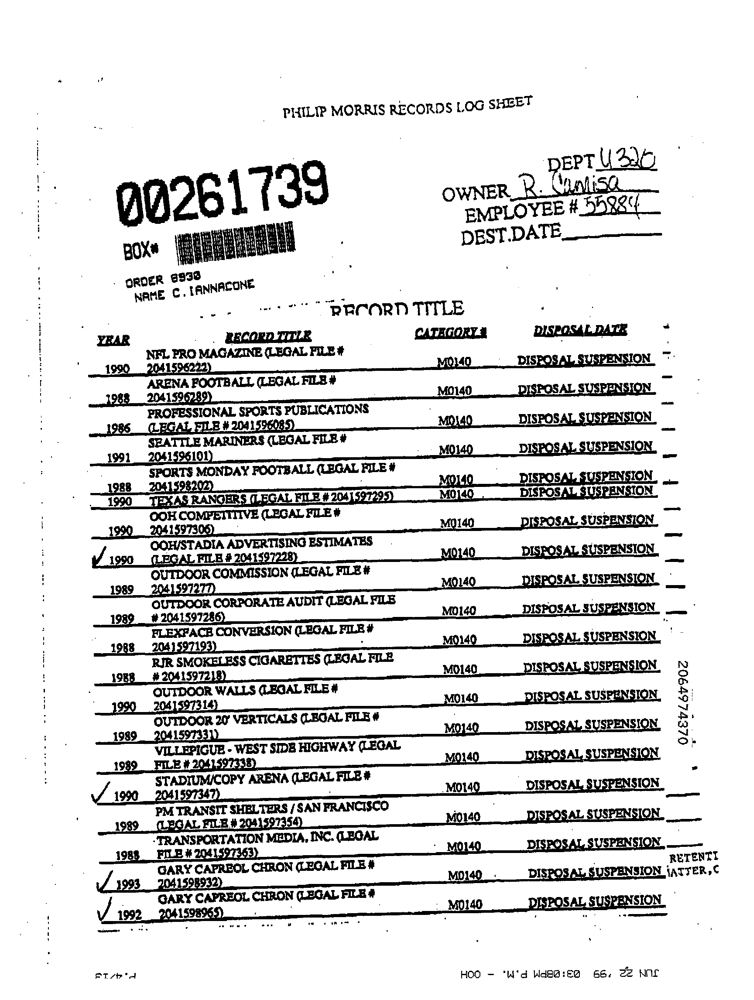 PHILIP MORRIS RECORDS LOG SHEET
DEPT U320
OWNER R. Camisa
EMPLOYEE # 55884
DEST.DATE
00261739
BOX#
ORDER 8930
NAME C. IANNACONE
RECORD TITLE
YEAR RECORD TITLE CATEGORY # DISPOSAL DATE
NFL PRO MAGAZINE (LEGAL FILE #
1990 2041596222) M0140 DISPOSAL SUSPENSION
ARENA FOOTBALL (LEGAL FILE #
1988 2041596289) M0140 DISPOSAL SUSPENSION
PROFESSIONAL SPORTS PUBLICATIONS
1986 (LEGAL FILE # 2041596085) M0140 DISPOSAL SUSPENSION
SEATTLE MARINERS (LEGAL FILE #
1991 2041596101) M0140 DISPOSAL SUSPENSION
SPORTS MONDAY FOOTBALL (LEGAL FILE #
1988 2041598202) M0140 DISPOSAL SUSPENSION
1990 TEXAS RANGERS (LEGAL FILE # 2041597295) M0140 DISPOSAL SUSPENSION
OOH COMPETITIVE (LEGAL FILE #
1990 2041597306) M0140 DISPOSAL SUSPENSION
OOH/STADIA ADVERTISING ESTIMATES
✓ 1990 (LEGAL FILE # 2041597228) M0140 DISPOSAL SUSPENSION
OUTDOOR COMMISSION (LEGAL FILE #
1989 2041597277) M0140 DISPOSAL SUSPENSION
OUTDOOR CORPORATE AUDIT (LEGAL FILE
1989 # 2041597286) M0140 DISPOSAL SUSPENSION
FLEXFACE CONVERSION (LEGAL FILE #
1988 2041597193) M0140 DISPOSAL SUSPENSION
RJR SMOKELESS CIGARETTES (LEGAL FILE
1988 # 2041597218) M0140 DISPOSAL SUSPENSION
OUTDOOR WALLS (LEGAL FILE #
1990 2041597314) M0140 DISPOSAL SUSPENSION
OUTDOOR 20' VERTICALS (LEGAL FILE #
1989 2041597331) M0140 DISPOSAL SUSPENSION
VILLEPIGUE - WEST SIDE HIGHWAY (LEGAL
1989 FILE # 2041597338) M0140 DISPOSAL SUSPENSION
STADIUM/COPY ARENA (LEGAL FILE #
✓ 1990 2041597347) M0140 DISPOSAL SUSPENSION
PM TRANSIT SHELTERS / SAN FRANCISCO
1989 (LEGAL FILE # 2041597354) M0140 DISPOSAL SUSPENSION
TRANSPORTATION MEDIA, INC. (LEGAL
1988 FILE # 2041597363) M0140 DISPOSAL SUSPENSION
GARY CAPREOL CHRON (LEGAL FILE #
✓ 1993 2041598932) M0140 DISPOSAL SUSPENSION
GARY CAPREOL CHRON (LEGAL FILE #
✓ 1992 2041598965) M0140 DISPOSAL SUSPENSION
RETENTI
ATTER,C
2064974370
JUN 22 '99 03:08PM P.M. - OOH
P.4/13